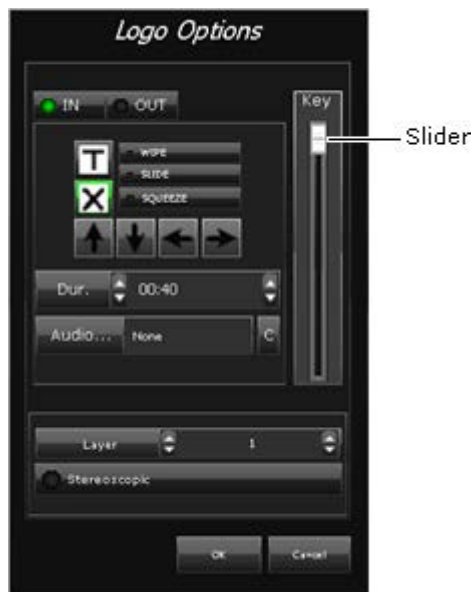 Logo Options
IN OUT Key
Slider
T WIPE
SLIDE
X SQUEEZE
Dur. 00:40
Audio... None C
Layer 1
Stereoscopic
OK Cancel